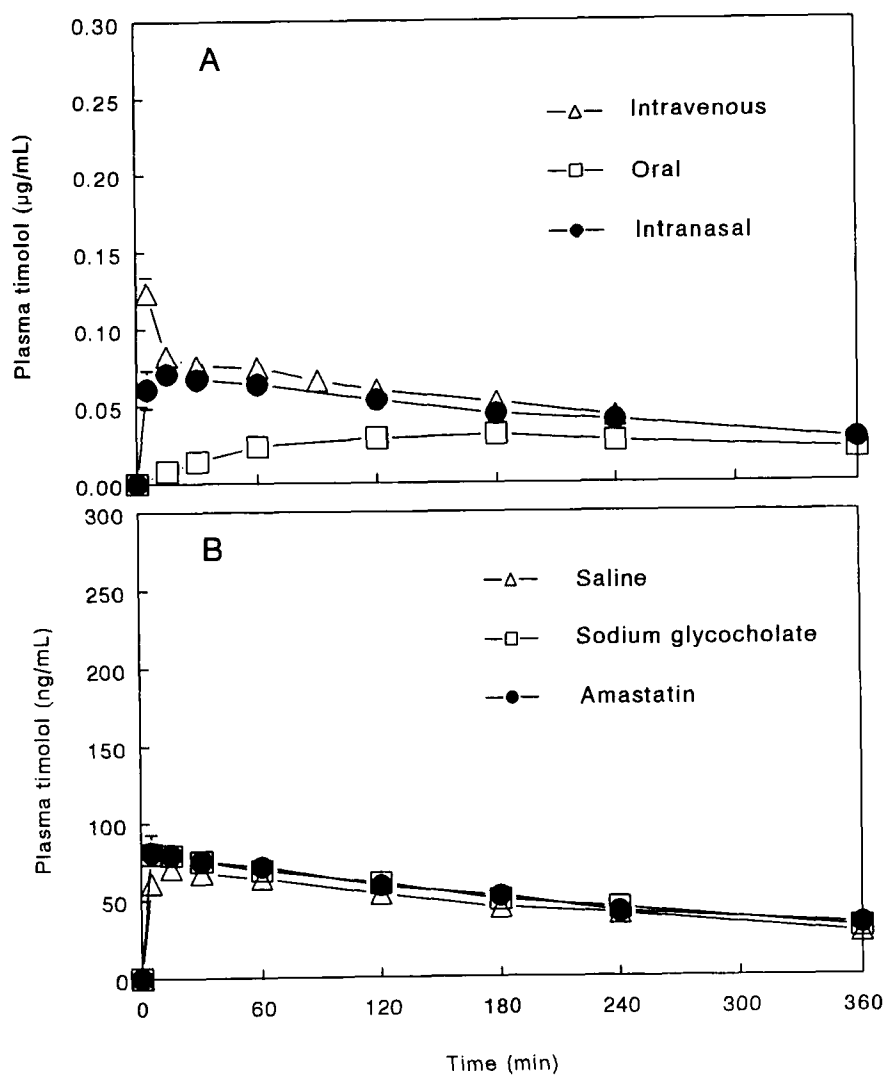 0.30
A
0.25
0.20
0.15
0.10
0.05
0.00
Plasma timolol (µg/mL)
Intravenous
Oral
Intranasal
300
B
250
200
150
100
50
0
Plasma timolol (ng/mL)
Saline
Sodium glycocholate
Amastatin
0 60 120 180 240 300 360
Time (min)